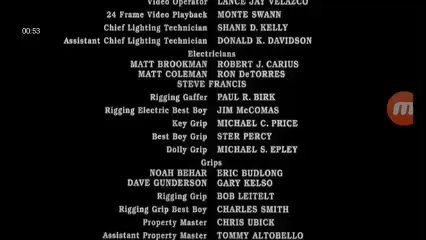 Video Operator LANCE JAY VELAZCO
24 Frame Video Playback MONTE SWANN
00:53
Chief Lighting Technician SHANE D. KELLY
Assistant Chief Lighting Technician DONALD K. DAVIDSON
Electricians
MATT BROOKMAN ROBERT J. CARIUS
MATT COLEMAN RON DeTORRES
STEVE FRANCIS
Rigging Gaffer PAUL R. BIRK
Rigging Electric Best Boy JIM McCOMAS
Key Grip MICHAEL C. PRICE
Best Boy Grip STER PERCY
Dolly Grip MICHAEL S. EPLEY
Grips
NOAH BEHAR ERIC BUDLONG
DAVE GUNDERSON GARY KELSO
Rigging Grip BOB LEITELT
Rigging Grip Best Boy CHARLES SMITH
Property Master CHRIS UBICK
Assistant Property Master TOMMY ALTOBELLO